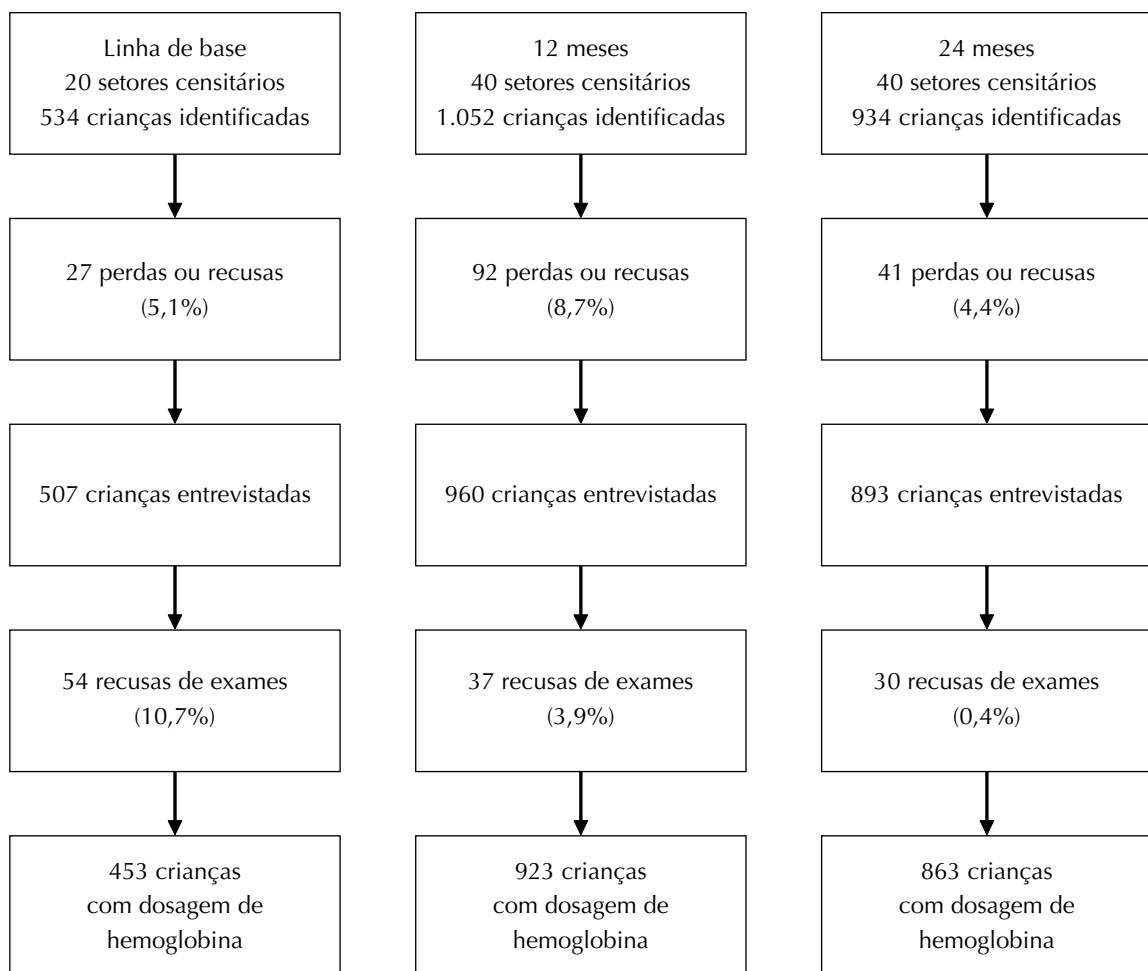 Linha de base
20 setores censitários
534 crianças identificadas
12 meses
40 setores censitários
1.052 crianças identificadas
24 meses
40 setores censitários
934 crianças identificadas
27 perdas ou recusas
(5,1%)
92 perdas ou recusas
(8,7%)
41 perdas ou recusas
(4,4%)
507 crianças entrevistadas
960 crianças entrevistadas
893 crianças entrevistadas
54 recusas de exames
(10,7%)
37 recusas de exames
(3,9%)
30 recusas de exames
(0,4%)
453 crianças
com dosagem de
hemoglobina
923 crianças
com dosagem de
hemoglobina
863 crianças
com dosagem de
hemoglobina